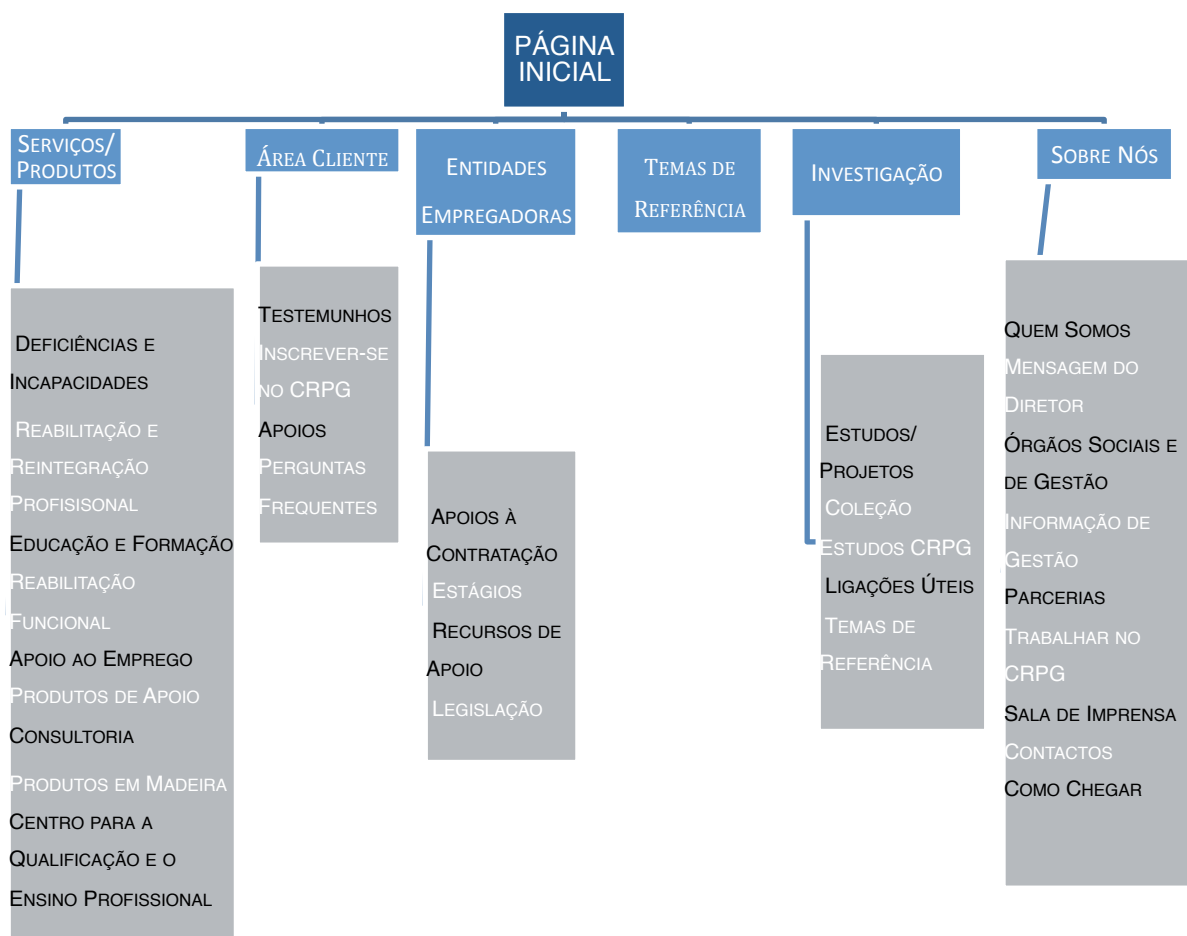 PÁGINA
INICIAL
SERVIÇOS/
PRODUTOS
ÁREA CLIENTE
ENTIDADES
EMPREGADORAS
TEMAS DE
REFERÊNCIA
INVESTIGAÇÃO
SOBRE NÓS
DEFICIÊNCIAS E
INCAPACIDADES
REABILITAÇÃO E
REINTEGRAÇÃO
PROFISISONAL
EDUCAÇÃO E FORMAÇÃO
REABILITAÇÃO
FUNCIONAL
APOIO AO EMPREGO
PRODUTOS DE APOIO
CONSULTORIA
PRODUTOS EM MADEIRA
CENTRO PARA A
QUALIFICAÇÃO E O
ENSINO PROFISSIONAL
TESTEMUNHOS
INSCREVER-SE
NO CRPG
APOIOS
PERGUNTAS
FREQUENTES
APOIOS À
CONTRATAÇÃO
ESTÁGIOS
RECURSOS DE
APOIO
LEGISLAÇÃO
ESTUDOS/
PROJETOS
COLEÇÃO
ESTUDOS CRPG
LIGAÇÕES ÚTEIS
TEMAS DE
REFERÊNCIA
QUEM SOMOS
MENSAGEM DO
DIRETOR
ÓRGÃOS SOCIAIS E
DE GESTÃO
INFORMAÇÃO DE
GESTÃO
PARCERIAS
TRABALHAR NO
CRPG
SALA DE IMPRENSA
CONTACTOS
COMO CHEGAR